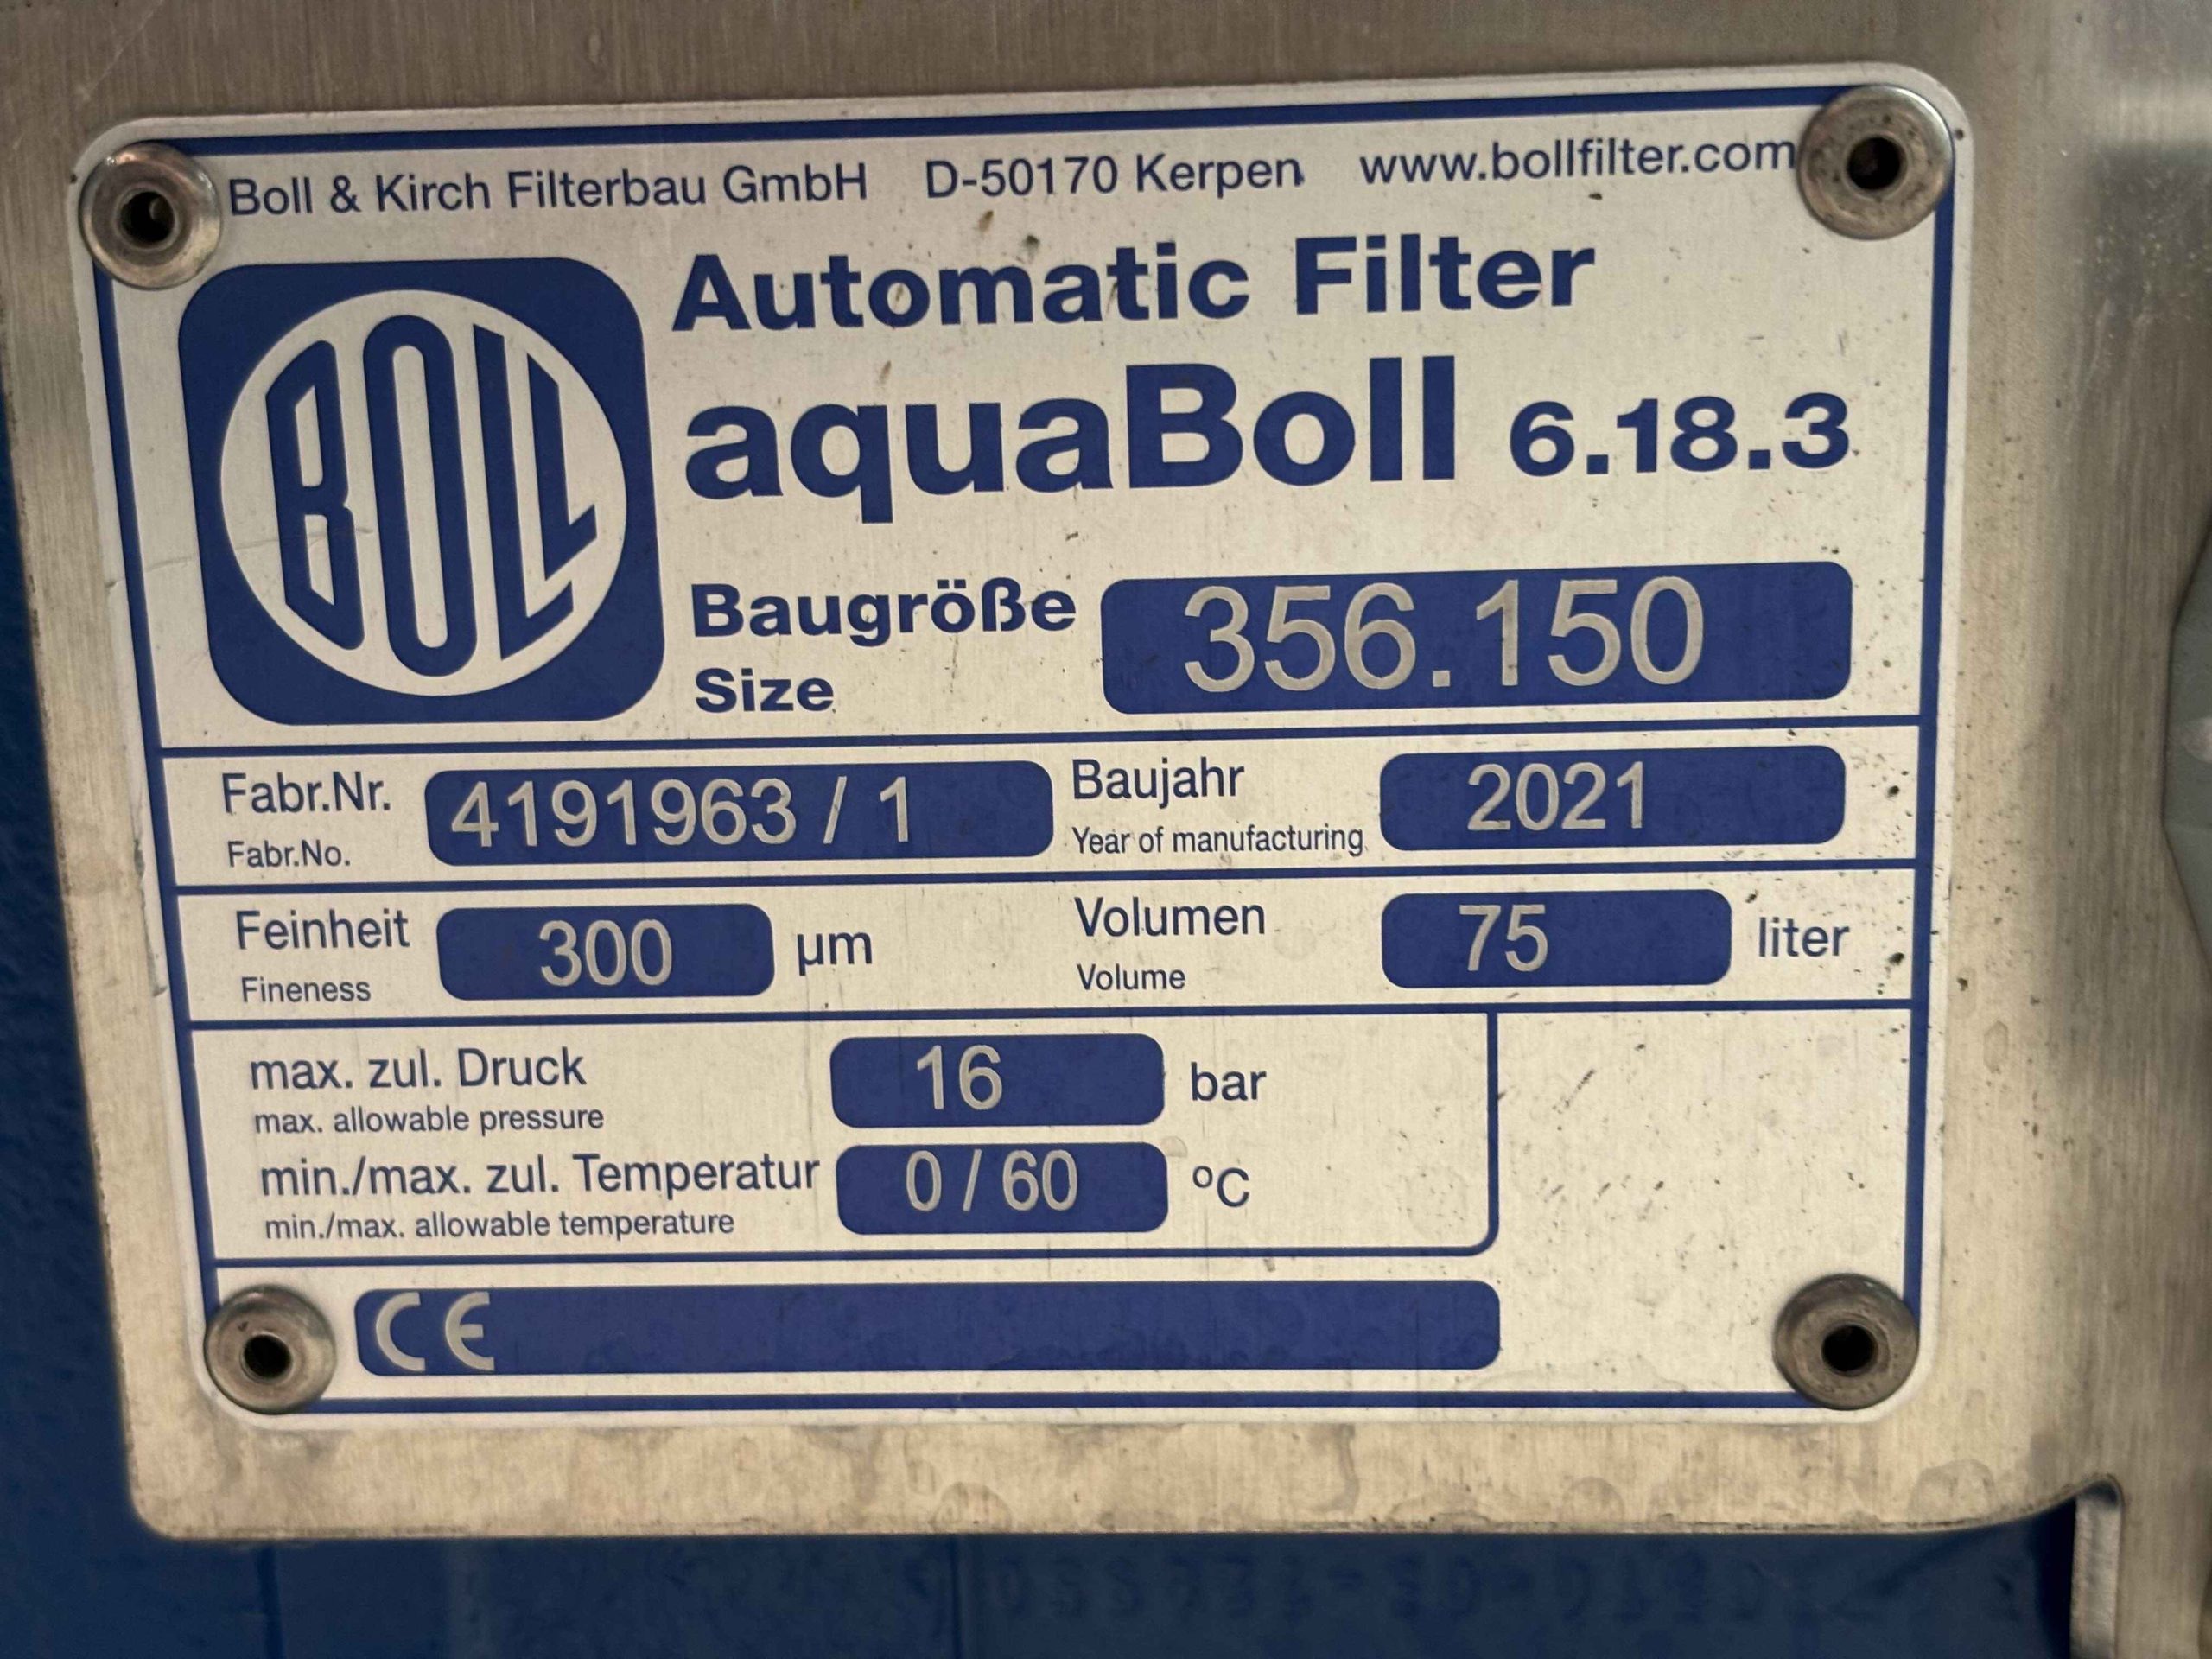 Boll & Kirch Filterbau GmbH D-50170 Kerpen www.bollfilter.com
BOLL
Automatic Filter
aquaBoll 6.18.3
Baugröße 356.150
Size
Fabr.Nr. 4191963 / 1 Baujahr 2021
Fabr.No. Year of manufacturing
Feinheit 300 µm Volumen 75 liter
Fineness Volume
max. zul. Druck 16 bar
max. allowable pressure
min./max. zul. Temperatur 0 / 60 °C
min./max. allowable temperature
CE